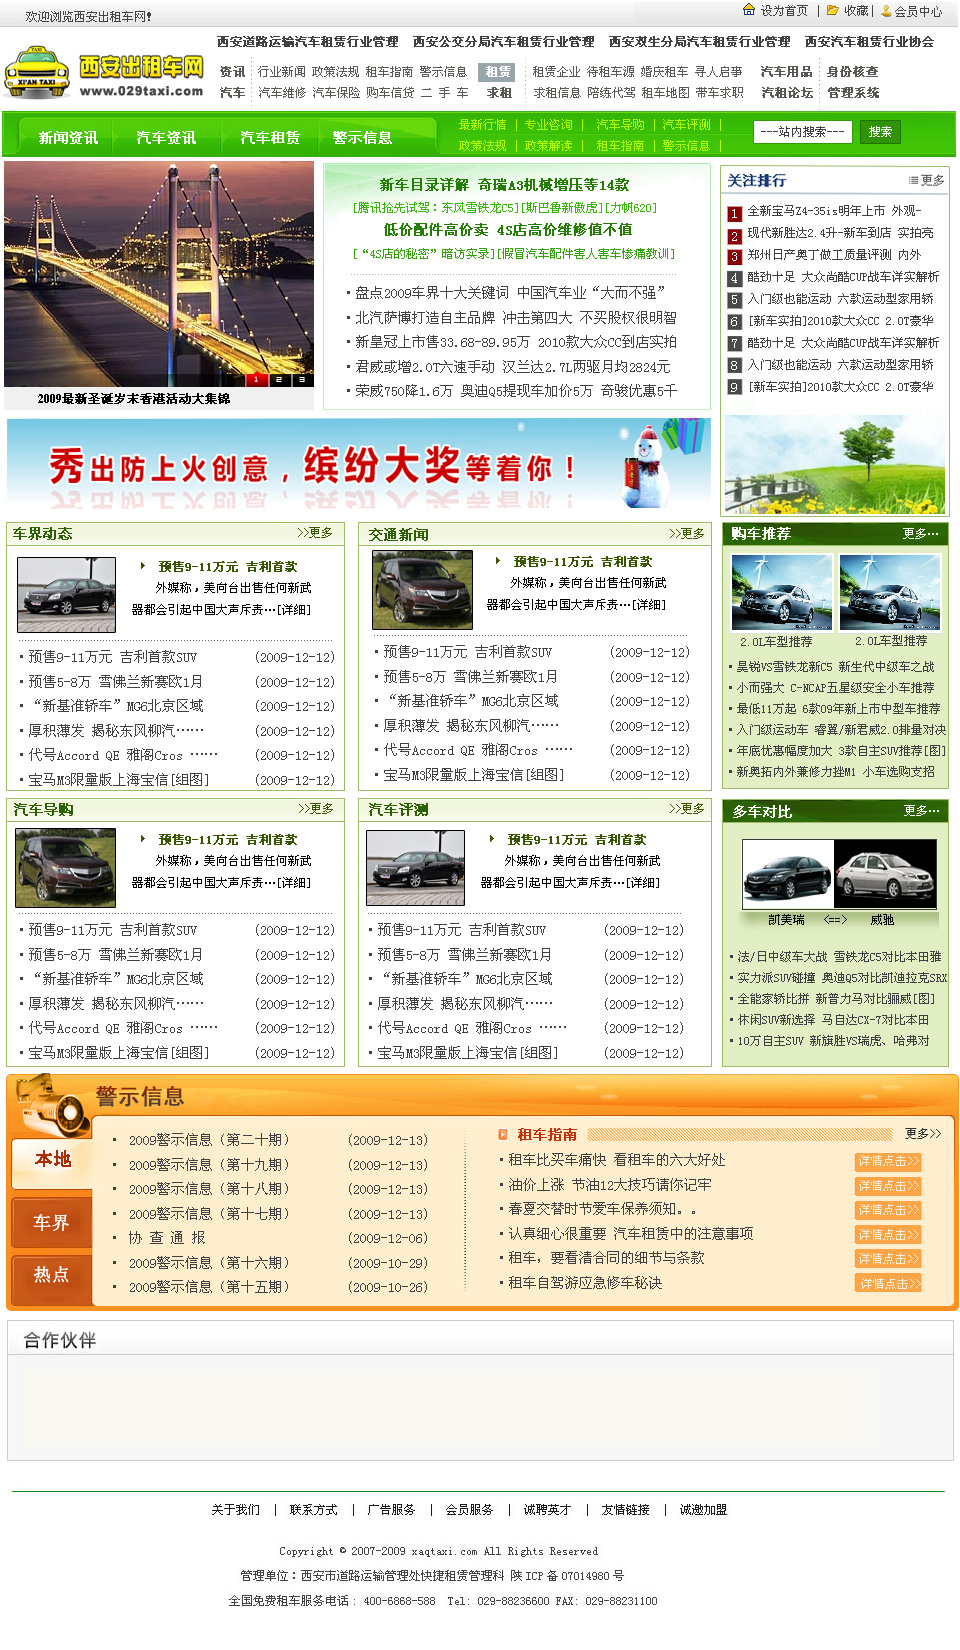 欢迎浏览西安出租车网!
设为首页 | 收藏 | 会员中心
XI'AN TAXI
西安出租车网
www.029taxi.com
西安道路运输汽车租赁行业管理 西安公交分局汽车租赁行业管理 西安双生分局汽车租赁行业管理 西安汽车租赁行业协会
资讯 行业新闻 政策法规 租车指南 警示信息 租赁 租赁企业 待租车源 婚庆租车 寻人启事 汽车用品 身份核查
汽车 汽车维修 汽车保险 购车信贷 二 手 车 求租 求租信息 陪练代驾 租车地图 带车求职 汽租论坛 管理系统
新闻资讯 汽车资讯 汽车租赁 警示信息
最新行情 | 专业咨询 | 汽车导购 | 汽车评测 |
政策法规 | 政策解读 | 租车指南 | 警示信息 |
---站内搜索--- 搜索
1 2 3
2009最新圣诞岁末香港活动大集锦
新车目录详解 奇瑞A3机械增压等14款
[腾讯抢先试驾:东风雪铁龙C5][斯巴鲁新傲虎][力帆620]
低价配件高价卖 4S店高价维修值不值
[“4S店的秘密”暗访实录][假冒汽车配件害人害车惨痛教训]
·盘点2009车界十大关键词 中国汽车业“大而不强”
·北汽萨博打造自主品牌 冲击第四大 不买股权很明智
·新皇冠上市售33.68-89.95万 2010款大众CC到店实拍
·君威或增2.0T六速手动 汉兰达2.7L两驱月均2824元
·荣威750降1.6万 奥迪Q5提现车加价5万 奇骏优惠5千
关注排行 更多
1 全新宝马Z4-35is明年上市 外观-
2 现代新胜达2.4升-新车到店 实拍亮
3 郑州日产奥丁做工质量评测 内外
4 酷劲十足 大众尚酷CUP战车详实解析
5 入门级也能运动 六款运动型家用轿
6 [新车实拍]2010款大众CC 2.0T豪华
7 酷劲十足 大众尚酷CUP战车详实解析
8 入门级也能运动 六款运动型家用轿
9 [新车实拍]2010款大众CC 2.0T豪华
秀出防上火创意,缤纷大奖等着你!
车界动态 >>更多
预售9-11万元 吉利首款
外媒称,美向台出售任何新武
器都会引起中国大声斥责…[详细]
·预售9-11万元 吉利首款SUV (2009-12-12)
·预售5-8万 雪佛兰新赛欧1月 (2009-12-12)
·“新基准轿车”MG6北京区域 (2009-12-12)
·厚积薄发 揭秘东风柳汽…… (2009-12-12)
·代号Accord QE 雅阁Cros …… (2009-12-12)
·宝马M3限量版上海宝信[组图] (2009-12-12)
交通新闻 >>更多
预售9-11万元 吉利首款
外媒称,美向台出售任何新武
器都会引起中国大声斥责…[详细]
·预售9-11万元 吉利首款SUV (2009-12-12)
·预售5-8万 雪佛兰新赛欧1月 (2009-12-12)
·“新基准轿车”MG6北京区域 (2009-12-12)
·厚积薄发 揭秘东风柳汽…… (2009-12-12)
·代号Accord QE 雅阁Cros …… (2009-12-12)
·宝马M3限量版上海宝信[组图] (2009-12-12)
购车推荐 更多…
2.0L车型推荐 2.0L车型推荐
·昊锐VS雪铁龙新C5 新生代中级车之战
·小而强大 C-NCAP五星级安全小车推荐
·最低11万起 6款09年新上市中型车推荐
·入门级运动车 睿翼/新君威2.0排量对决
·年底优惠幅度加大 3款自主SUV推荐[图]
·新奥拓内外兼修力挫M1 小车选购支招
汽车导购 >>更多
预售9-11万元 吉利首款
外媒称,美向台出售任何新武
器都会引起中国大声斥责…[详细]
·预售9-11万元 吉利首款SUV (2009-12-12)
·预售5-8万 雪佛兰新赛欧1月 (2009-12-12)
·“新基准轿车”MG6北京区域 (2009-12-12)
·厚积薄发 揭秘东风柳汽…… (2009-12-12)
·代号Accord QE 雅阁Cros …… (2009-12-12)
·宝马M3限量版上海宝信[组图] (2009-12-12)
汽车评测 >>更多
预售9-11万元 吉利首款
外媒称,美向台出售任何新武
器都会引起中国大声斥责…[详细]
·预售9-11万元 吉利首款SUV (2009-12-12)
·预售5-8万 雪佛兰新赛欧1月 (2009-12-12)
·“新基准轿车”MG6北京区域 (2009-12-12)
·厚积薄发 揭秘东风柳汽…… (2009-12-12)
·代号Accord QE 雅阁Cros …… (2009-12-12)
·宝马M3限量版上海宝信[组图] (2009-12-12)
多车对比 更多…
凯美瑞 <==> 威驰
·法/日中级车大战 雪铁龙C5对比本田雅
·实力派SUV碰撞 奥迪Q5对比凯迪拉克SRX
·全能家轿比拼 新普力马对比骊威[图]
·休闲SUV新选择 马自达CX-7对比本田
·10万自主SUV 新旗胜VS瑞虎、哈弗对
警示信息
本地
车界
热点
· 2009警示信息(第二十期) (2009-12-13)
· 2009警示信息(第十九期) (2009-12-13)
· 2009警示信息(第十八期) (2009-12-13)
· 2009警示信息(第十七期) (2009-12-13)
· 协 查 通 报 (2009-12-06)
· 2009警示信息(第十六期) (2009-10-29)
· 2009警示信息(第十五期) (2009-10-26)
租车指南 更多>>
·租车比买车痛快 看租车的六大好处 详情点击>>
·油价上涨 节油12大技巧请你记牢 详情点击>>
·春夏交替时节爱车保养须知。。 详情点击>>
·认真细心很重要 汽车租赁中的注意事项 详情点击>>
·租车,要看清合同的细节与条款 详情点击>>
·租车自驾游应急修车秘诀 详情点击>>
合作伙伴
关于我们 | 联系方式 | 广告服务 | 会员服务 | 诚聘英才 | 友情链接 | 诚邀加盟
Copyright © 2007-2009 xaqtaxi.com All Rights Reserved
管理单位:西安市道路运输管理处快捷租赁管理科 陕ICP备07014980号
全国免费租车服务电话: 400-6868-588 Tel: 029-88236600 FAX: 029-88231100